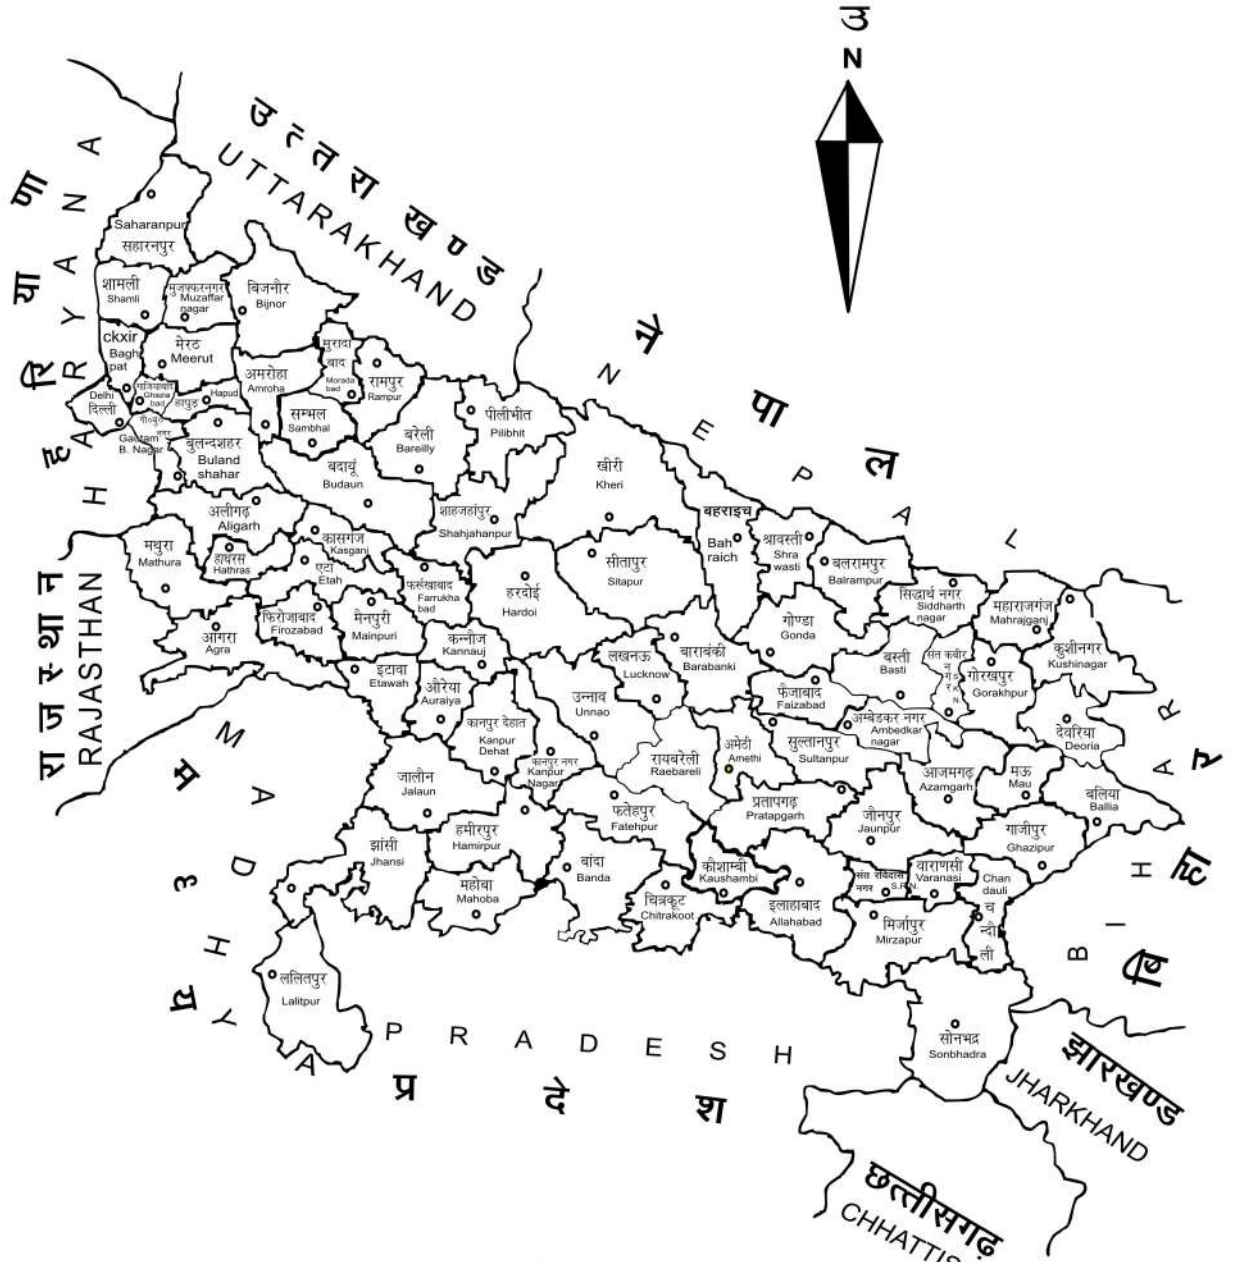 उ
N
उत्तराखण्ड
UTTARAKHAND
हरियाणा
HARYANA
नेपाल
NEPAL
राजस्थान
RAJASTHAN
मध्य प्रदेश
MADHYA PRADESH
बिहार
BIHAR
झारखण्ड
JHARKHAND
छत्तीसगढ़
CHHATTIS
Saharanpur
सहारनपुर
शामली
Shamli
मुजफ्फरनगर
Muzaffar
nagar
बिजनौर
Bijnor
ckxir
Bagh
pat
मेरठ
Meerut
Delhi
दिल्ली
गाजियाबाद
Ghazia
bad
हापुड़
Hapud
अमरोहा
Amroha
मुरादा
बाद
Morada
bad
रामपुर
Rampur
Gautam
B. Nagar
बुलन्दशहर
Buland
shahar
सम्भल
Sambhal
बरेली
Bareilly
पीलीभीत
Pilibhit
बदायूं
Budaun
खीरी
Kheri
अलीगढ़
Aligarh
शाहजहांपुर
Shahjahanpur
बहराइच
Bah
raich
श्रावस्ती
Shra
wasti
बलरामपुर
Balrampur
मथुरा
Mathura
हाथरस
Hathras
कासगंज
Kasganj
एटा
Etah
फर्रुखाबाद
Farrukha
bad
हरदोई
Hardoi
सीतापुर
Sitapur
सिद्धार्थ नगर
Siddharth
nagar
महाराजगंज
Mahrajganj
आगरा
Agra
फिरोजाबाद
Firozabad
मैनपुरी
Mainpuri
कन्नौज
Kannauj
लखनऊ
Lucknow
बाराबंकी
Barabanki
गोण्डा
Gonda
बस्ती
Basti
संत कबीर
न
ग
र
S
K
N.
गोरखपुर
Gorakhpur
कुशीनगर
Kushinagar
इटावा
Etawah
औरेया
Auraiya
उन्नाव
Unnao
फैजाबाद
Faizabad
अम्बेडकर नगर
Ambedkar
nagar
देवरिया
Deoria
कानपुर देहात
Kanpur
Dehat
कानपुर नगर
Kanpur
Nagar
रायबरेली
Raebareli
अमेठी
Amethi
सुल्तानपुर
Sultanpur
आजमगढ़
Azamgarh
मऊ
Mau
बलिया
Ballia
जालौन
Jalaun
फतेहपुर
Fatehpur
प्रतापगढ़
Pratapgarh
जौनपुर
Jaunpur
गाजीपुर
Ghazipur
झांसी
Jhansi
हमीरपुर
Hamirpur
महोबा
Mahoba
बांदा
Banda
चित्रकूट
Chitrakoot
कौशाम्बी
Kaushambi
इलाहाबाद
Allahabad
संत रविदास
नगर
S.R.N.
वाराणसी
Varanasi
Chan
dauli
च
न्दी
ली
मिर्जापुर
Mirzapur
ललितपुर
Lalitpur
सोनभद्र
Sonbhadra